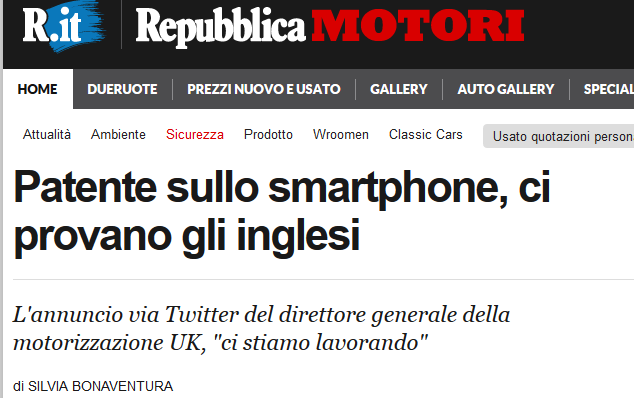 R.it Repubblica MOTORI
HOME DUERUOTE PREZZI NUOVO E USATO GALLERY AUTO GALLERY SPECIAL
Attualità Ambiente Sicurezza Prodotto Wroomen Classic Cars Usato quotazioni person
Patente sullo smartphone, ci
provano gli inglesi
L'annuncio via Twitter del direttore generale della
motorizzazione UK, "ci stiamo lavorando"
di SILVIA BONAVENTURA